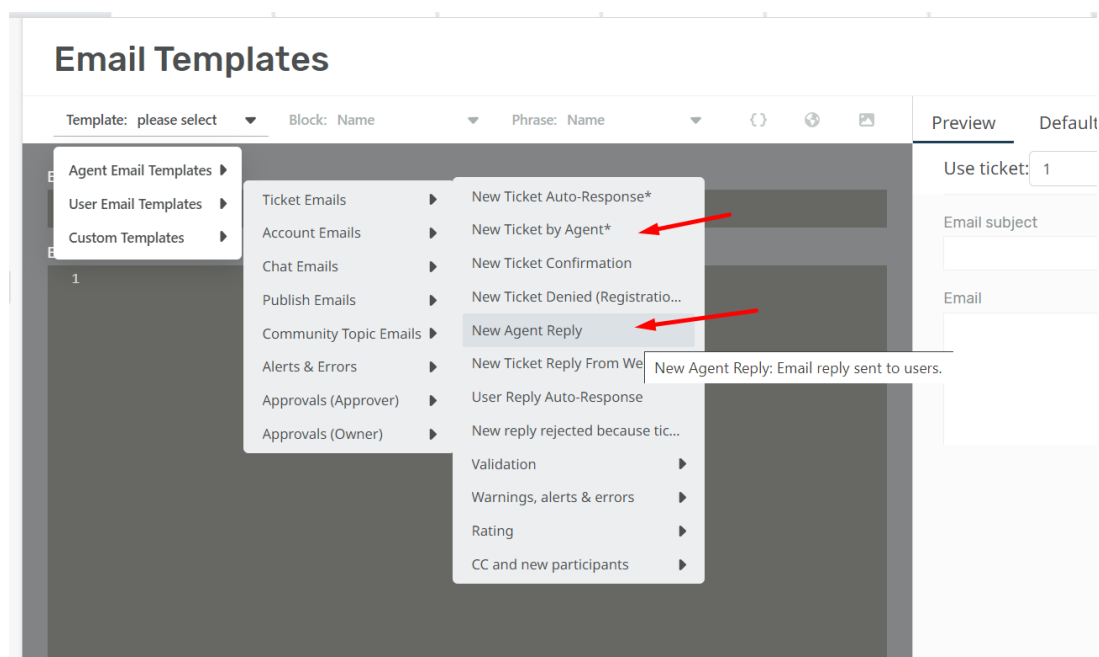 Email Templates
Template: please select Block: Name Phrase: Name {}
Preview Default
Use ticket: 1
Agent Email Templates
User Email Templates
Custom Templates
Ticket Emails
Account Emails
Chat Emails
Publish Emails
Community Topic Emails
Alerts & Errors
Approvals (Approver)
Approvals (Owner)
New Ticket Auto-Response*
New Ticket by Agent*
New Ticket Confirmation
New Ticket Denied (Registratio...
New Agent Reply
New Ticket Reply From We
User Reply Auto-Response
New reply rejected because tic...
Validation
Warnings, alerts & errors
Rating
CC and new participants
New Agent Reply: Email reply sent to users.
E
E
1
Email subject
Email